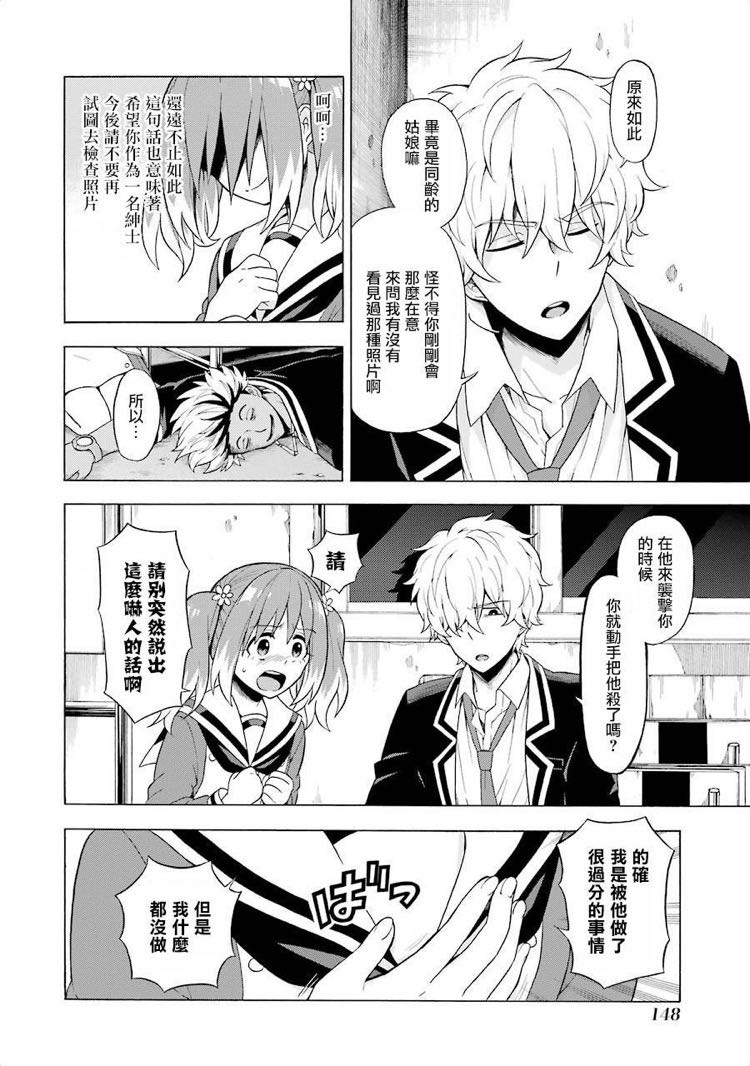 原來如此
畢竟是同齡的
姑娘嘛
怪不得你剛剛會
那麼在意
來問我有沒有
看見過那種照片啊
呵呵…
還遠不止如此
這句話也意味著
希望你作為一名紳士
今後請不要再
試圖去檢查照片
所以…
在他來襲擊你
的時候
你就動手把他殺了嗎？
請
請別突然說出
這麼嚇人的話啊
的確
我是被他做了
很過分的事情
ばっ
但是
我什麼
都沒做
148